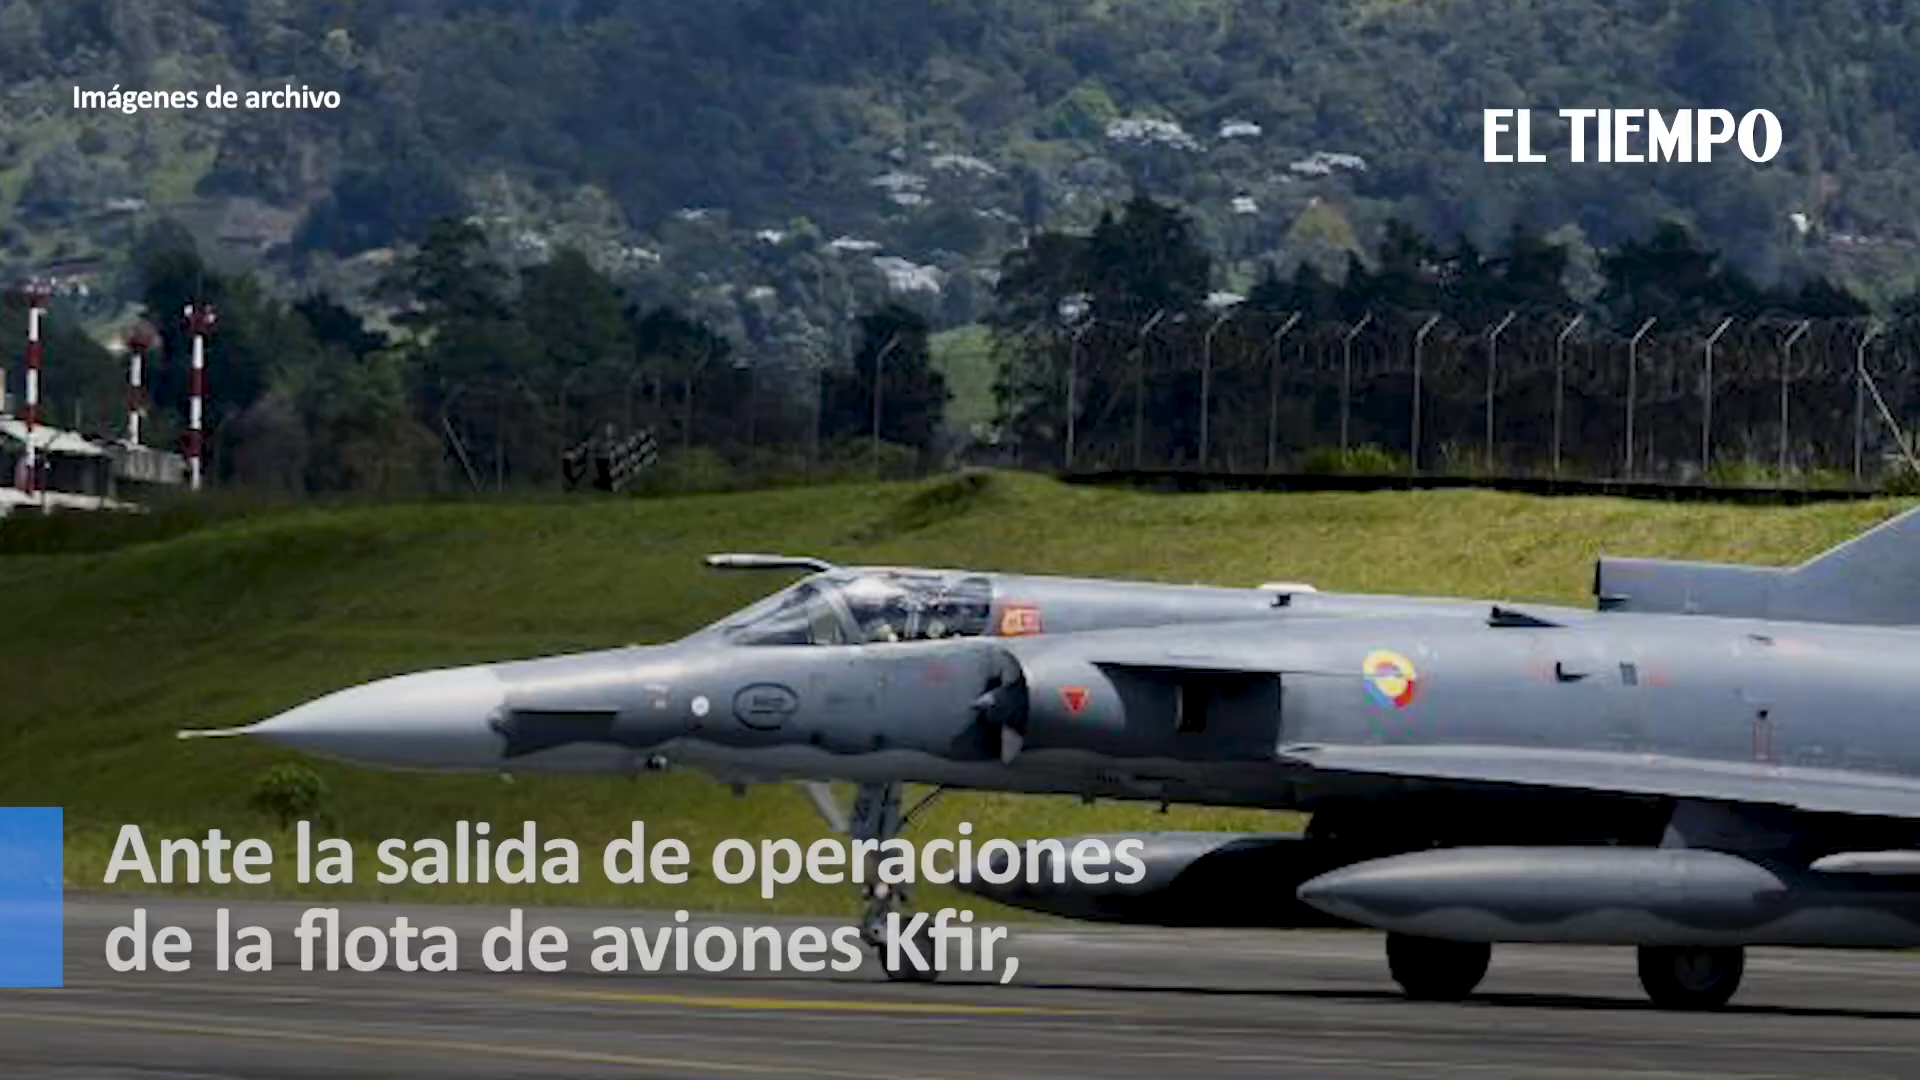 Imágenes de archivo
EL TIEMPO
Ante la salida de operaciones
de la flota de aviones Kfir,